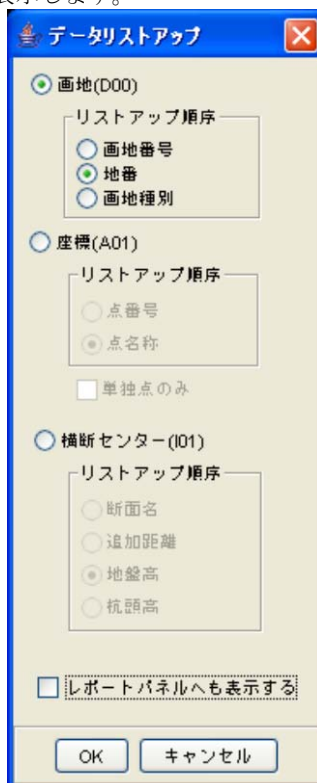 表示します。
データリストアップ
画地(D00)
リストアップ順序
画地番号
地番
画地種別
座標(A01)
リストアップ順序
点番号
点名称
単独点のみ
横断センター(I01)
リストアップ順序
断面名
追加距離
地盤高
杭頭高
レポートパネルへも表示する
OK キャンセル